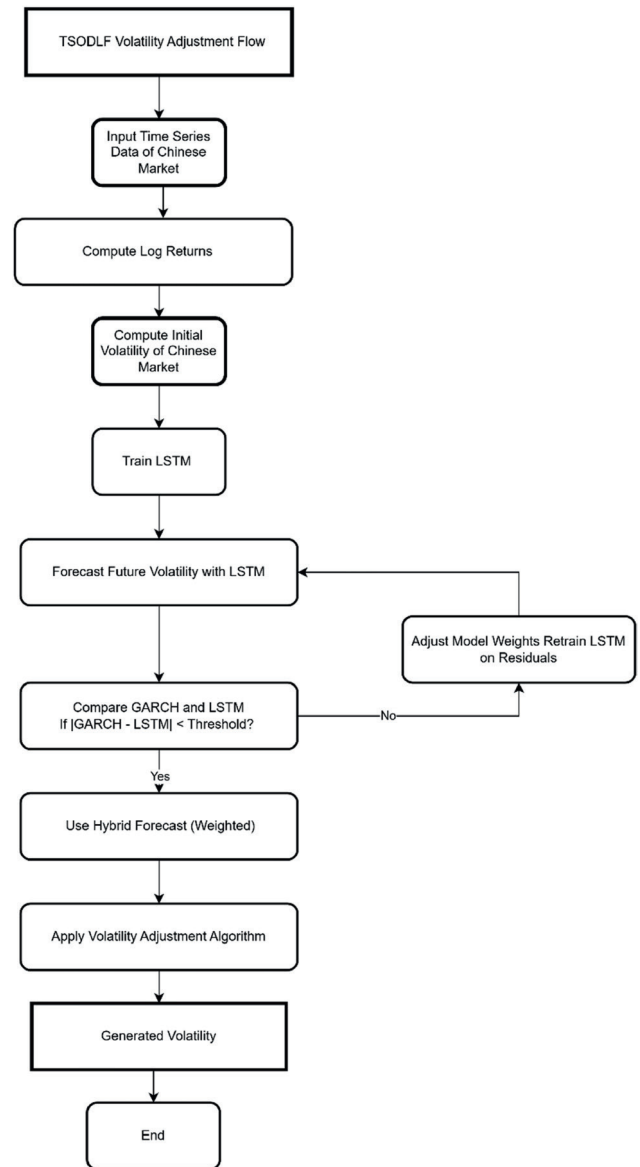 TSODLF Volatility Adjustment Flow
Input Time Series
Data of Chinese
Market
Compute Log Returns
Compute Initial
Volatility of Chinese
Market
Train LSTM
Forecast Future Volatility with LSTM
Adjust Model Weights Retrain LSTM
on Residuals
Compare GARCH and LSTM
If |GARCH - LSTM| < Threshold?
No
Yes
Use Hybrid Forecast (Weighted)
Apply Volatility Adjustment Algorithm
Generated Volatility
End